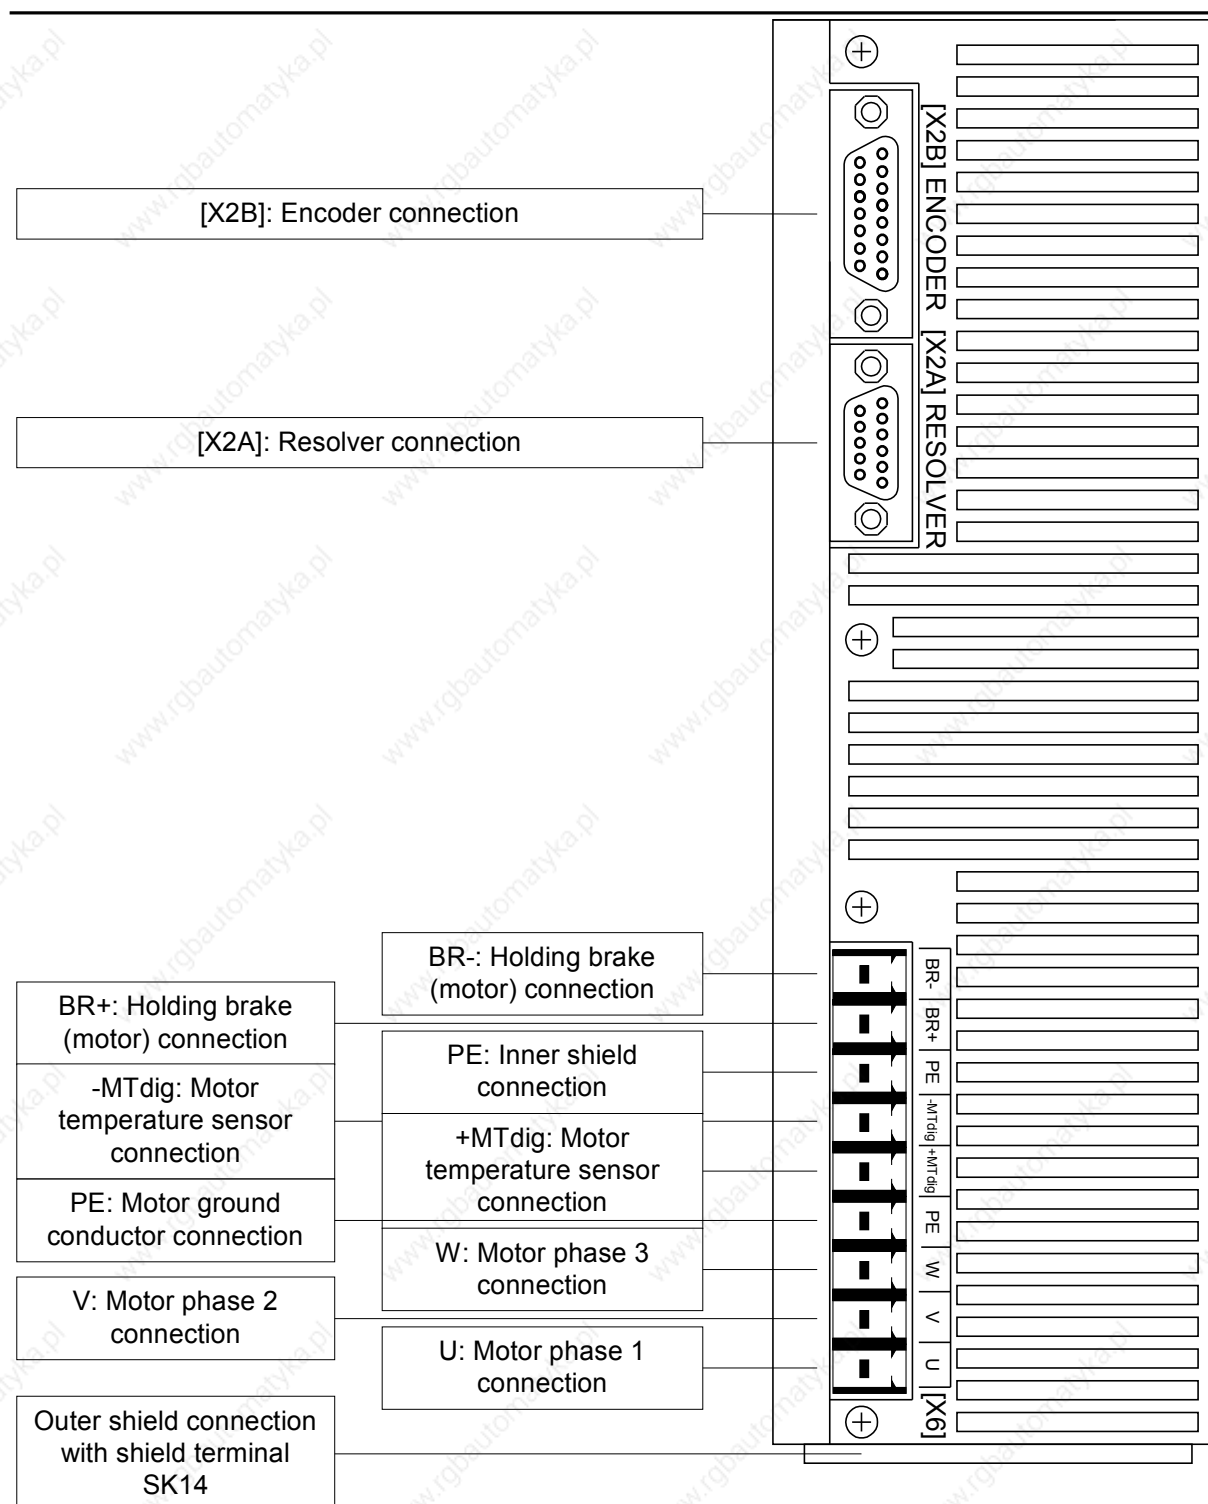 [X2B] ENCODER
[X2B]: Encoder connection
[X2A] RESOLVER
[X2A]: Resolver connection
BR-: Holding brake
(motor) connection
BR+: Holding brake
(motor) connection
PE: Inner shield
connection
-MTdig: Motor
temperature sensor
connection
+MTdig: Motor
temperature sensor
connection
PE: Motor ground
conductor connection
W: Motor phase 3
connection
V: Motor phase 2
connection
U: Motor phase 1
connection
Outer shield connection
with shield terminal
SK14
BR-
BR+
PE
-MTdig
+MTdig
PE
W
V
U
[X6]
www.rgbautomatyka.pl